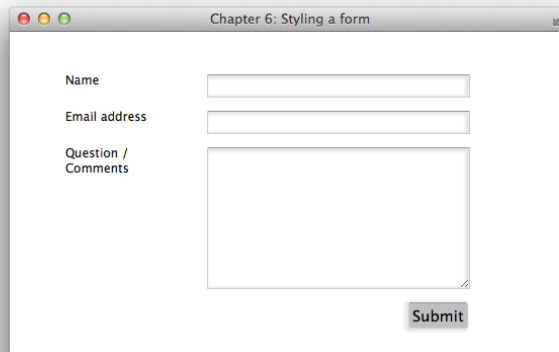 Chapter 6: Styling a form
Name
Email address
Question /
Comments
Submit